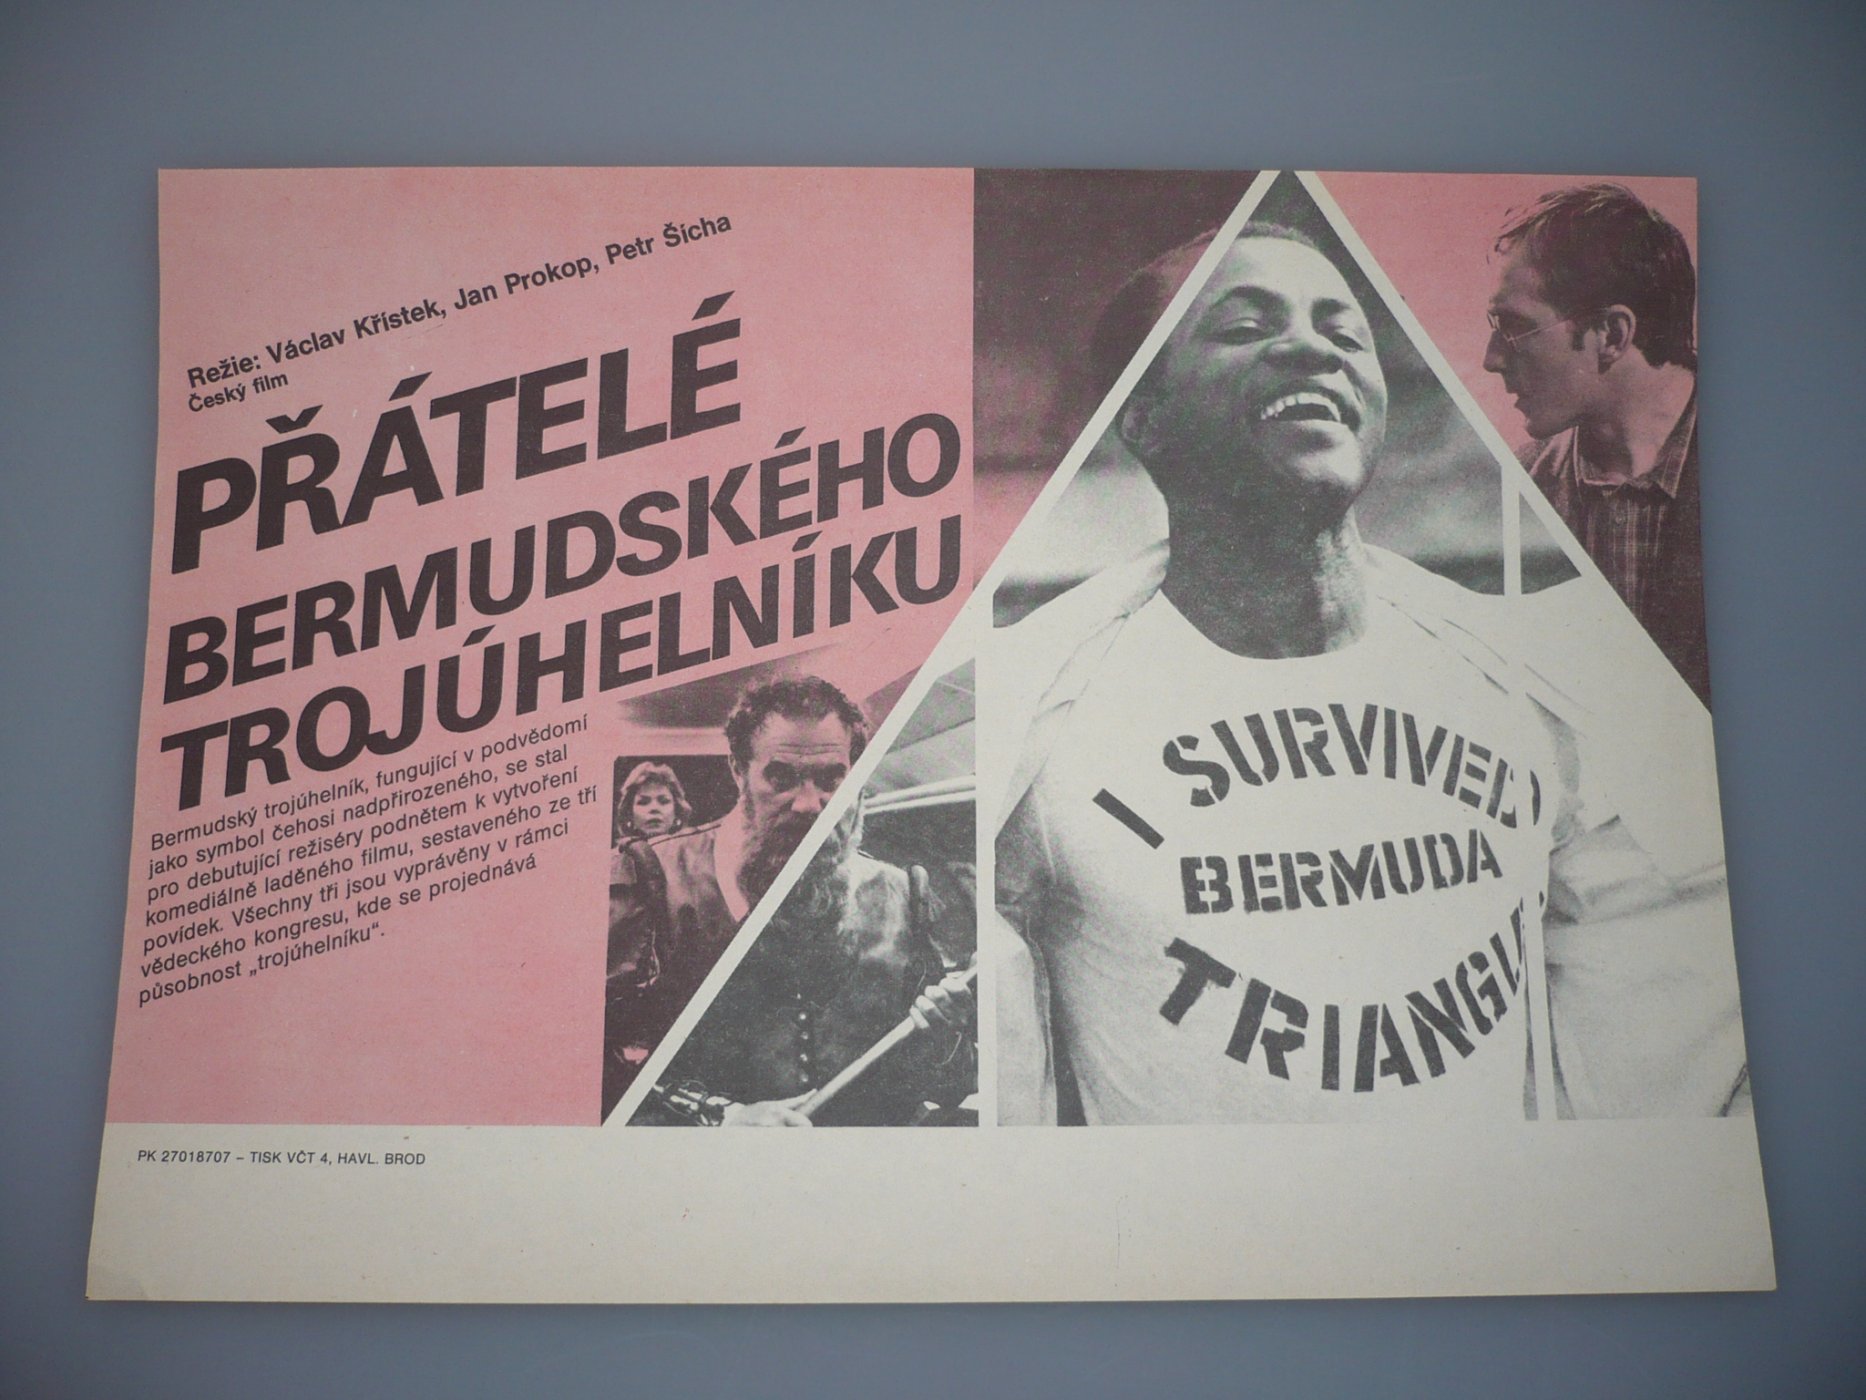 Režie: Václav Křístek, Jan Prokop, Petr Šícha
Český film
PŘÁTELÉ
BERMUDSKÉHO
TROJÚHELNÍKU
Bermudský trojúhelník, fungující v podvědomí
jako symbol čehosi nadpřirozeného, se stal
pro debutující režiséry podnětem k vytvoření
komediálně laděného filmu, sestaveného ze tří
povídek. Všechny tři jsou vyprávěny v rámci
vědeckého kongresu, kde se projednává
působnost „trojúhelníku“.
I SURVIVED
BERMUDA
TRIANGL
PK 27018707 – TISK VČT 4, HAVL. BROD